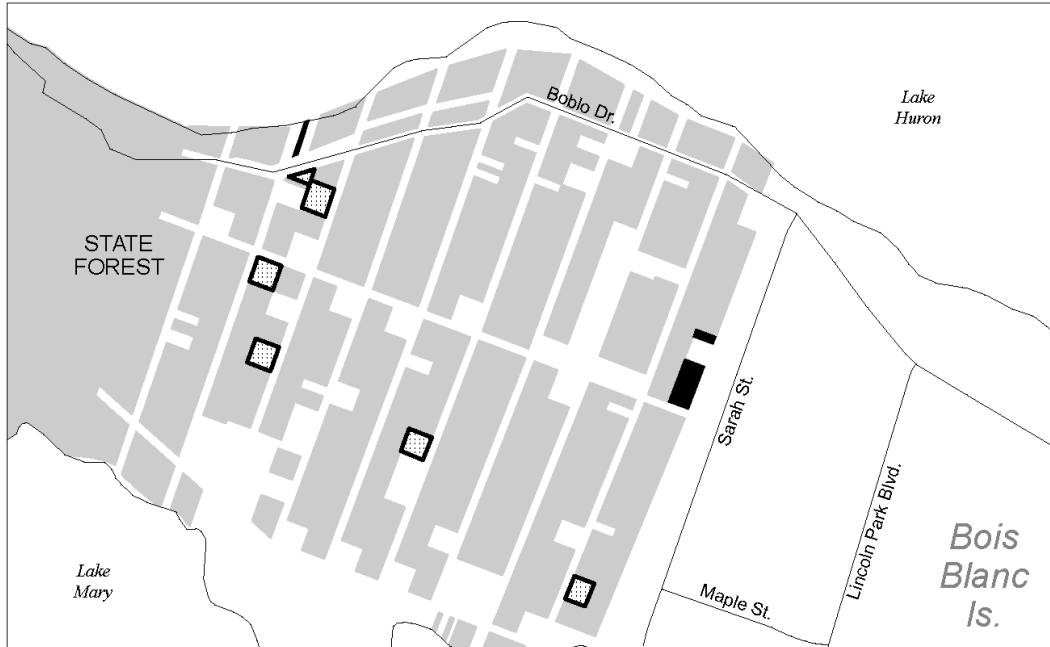 Boblo Dr.
Lake
Huron
STATE
FOREST
Sarah St.
Lincoln Park Blvd.
Bois
Blanc
Is.
Lake
Mary
Maple St.